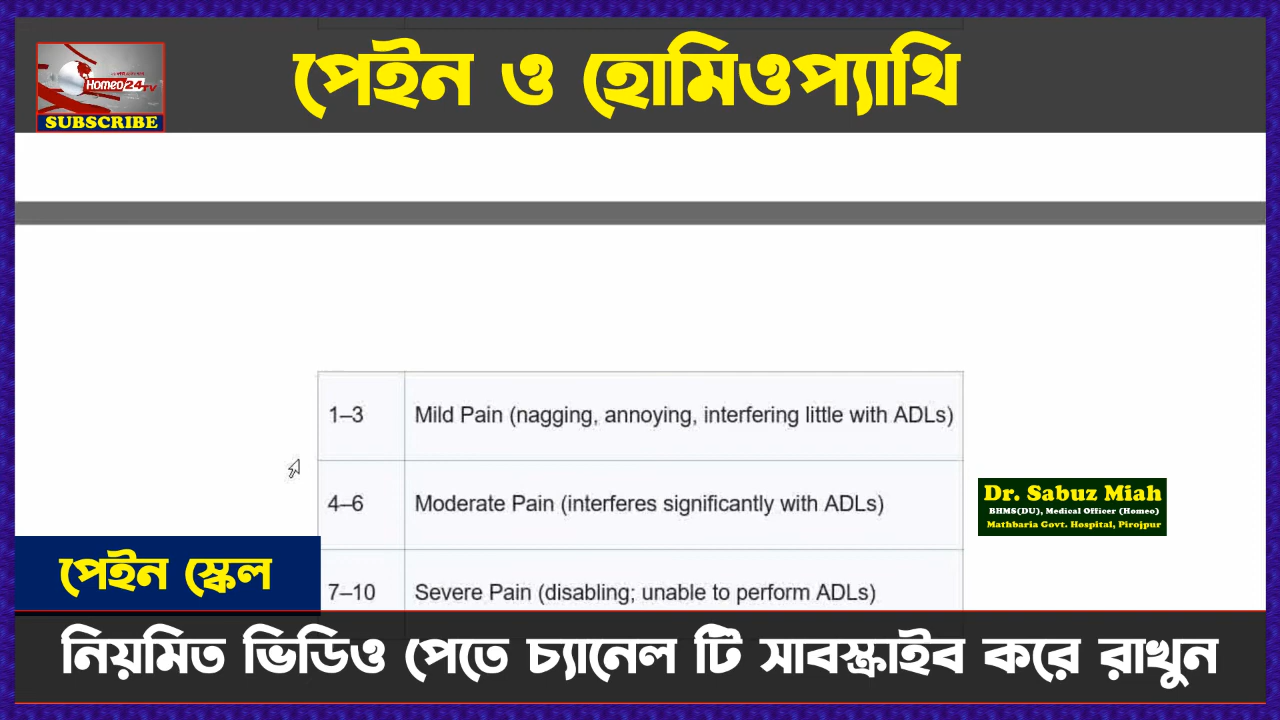 পেইন ও হোমিওপ্যাথি
Homeo24TV
SUBSCRIBE
1–3 Mild Pain (nagging, annoying, interfering little with ADLs)
4–6 Moderate Pain (interferes significantly with ADLs)
7–10 Severe Pain (disabling; unable to perform ADLs)
Dr. Sabuz Miah
BHMS(DU), Medical Officer (Homeo)
Mathbaria Govt. Hospital, Pirojpur
পেইন স্কেল
নিয়মিত ভিডিও পেতে চ্যানেল টি সাবস্ক্রাইব করে রাখুন